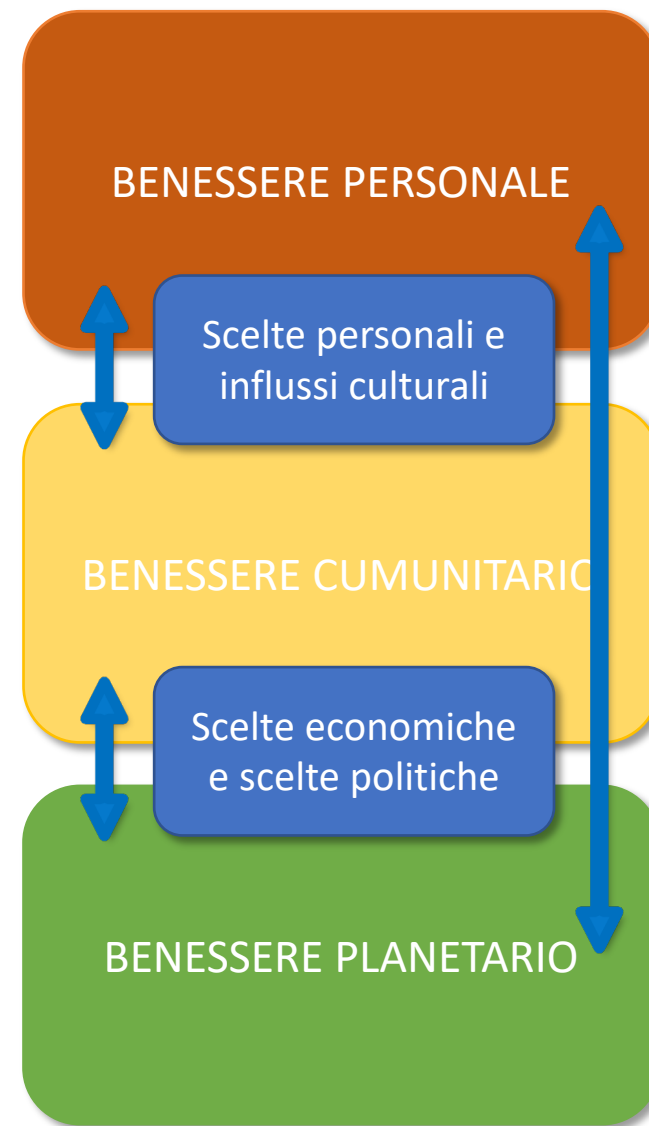 BENESSERE PERSONALE
Scelte personali e
influssi culturali
BENESSERE CUMUNITARIO
Scelte economiche
e scelte politiche
BENESSERE PLANETARIO